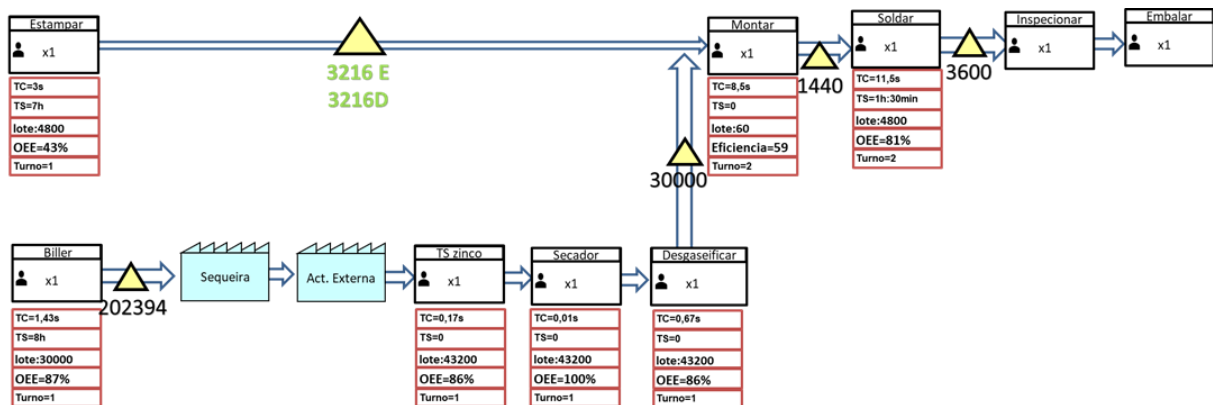 Estampar
x1
TC=3s
TS=7h
lote:4800
OEE=43%
Turno=1
3216 E
3216D
Montar
x1
TC=8,5s
TS=0
lote:60
Eficiencia=59
Turno=2
1440
Soldar
x1
TC=11,5s
TS=1h:30min
lote:4800
OEE=81%
Turno=2
3600
Inspecionar
x1
Embalar
x1
30000
Biller
x1
TC=1,43s
TS=8h
lote:30000
OEE=87%
Turno=1
202394
Sequeira
Act. Externa
TS zinco
x1
TC=0,17s
TS=0
lote:43200
OEE=86%
Turno=1
Secador
x1
TC=0,01s
TS=0
lote:43200
OEE=100%
Turno=1
Desgaseificar
x1
TC=0,67s
TS=0
lote:43200
OEE=86%
Turno=1